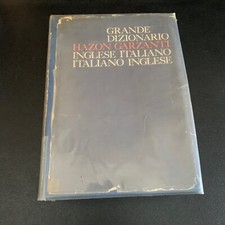 GRANDE
DIZIONARIO
HAZON GARZANTI
INGLESE ITALIANO
ITALIANO INGLESE